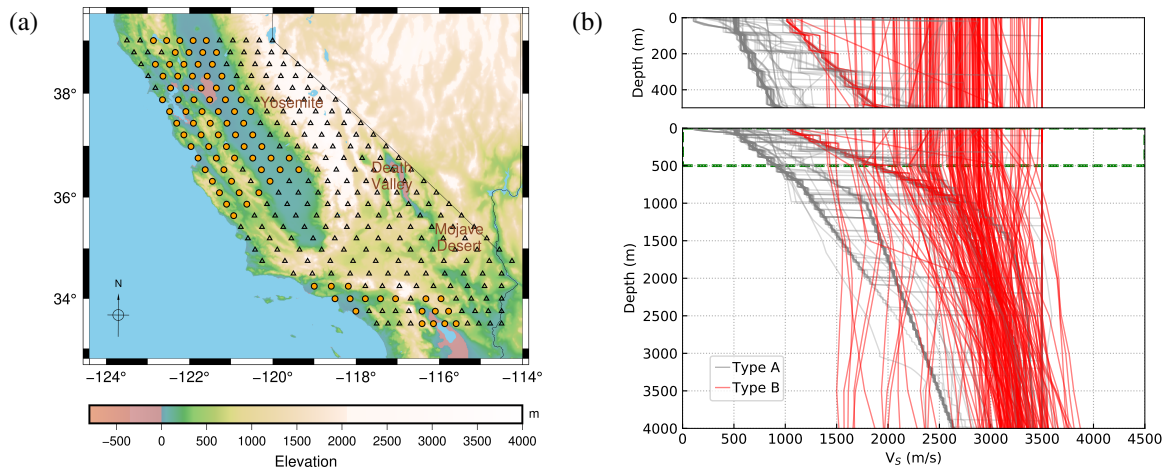 (a)
38°
36°
34°
−124°
−122°
−120°
−118°
−116°
−114°
Yosemite
Death
Valley
Mojave
Desert
N
−500
0
500
1000
1500
2000
2500
3000
3500
4000
m
Elevation
(b)
0
200
400
Depth (m)
0
500
1000
1500
2000
2500
3000
3500
4000
Depth (m)
Type A
Type B
0
500
1000
1500
2000
2500
3000
3500
4000
4500
V_S (m/s)